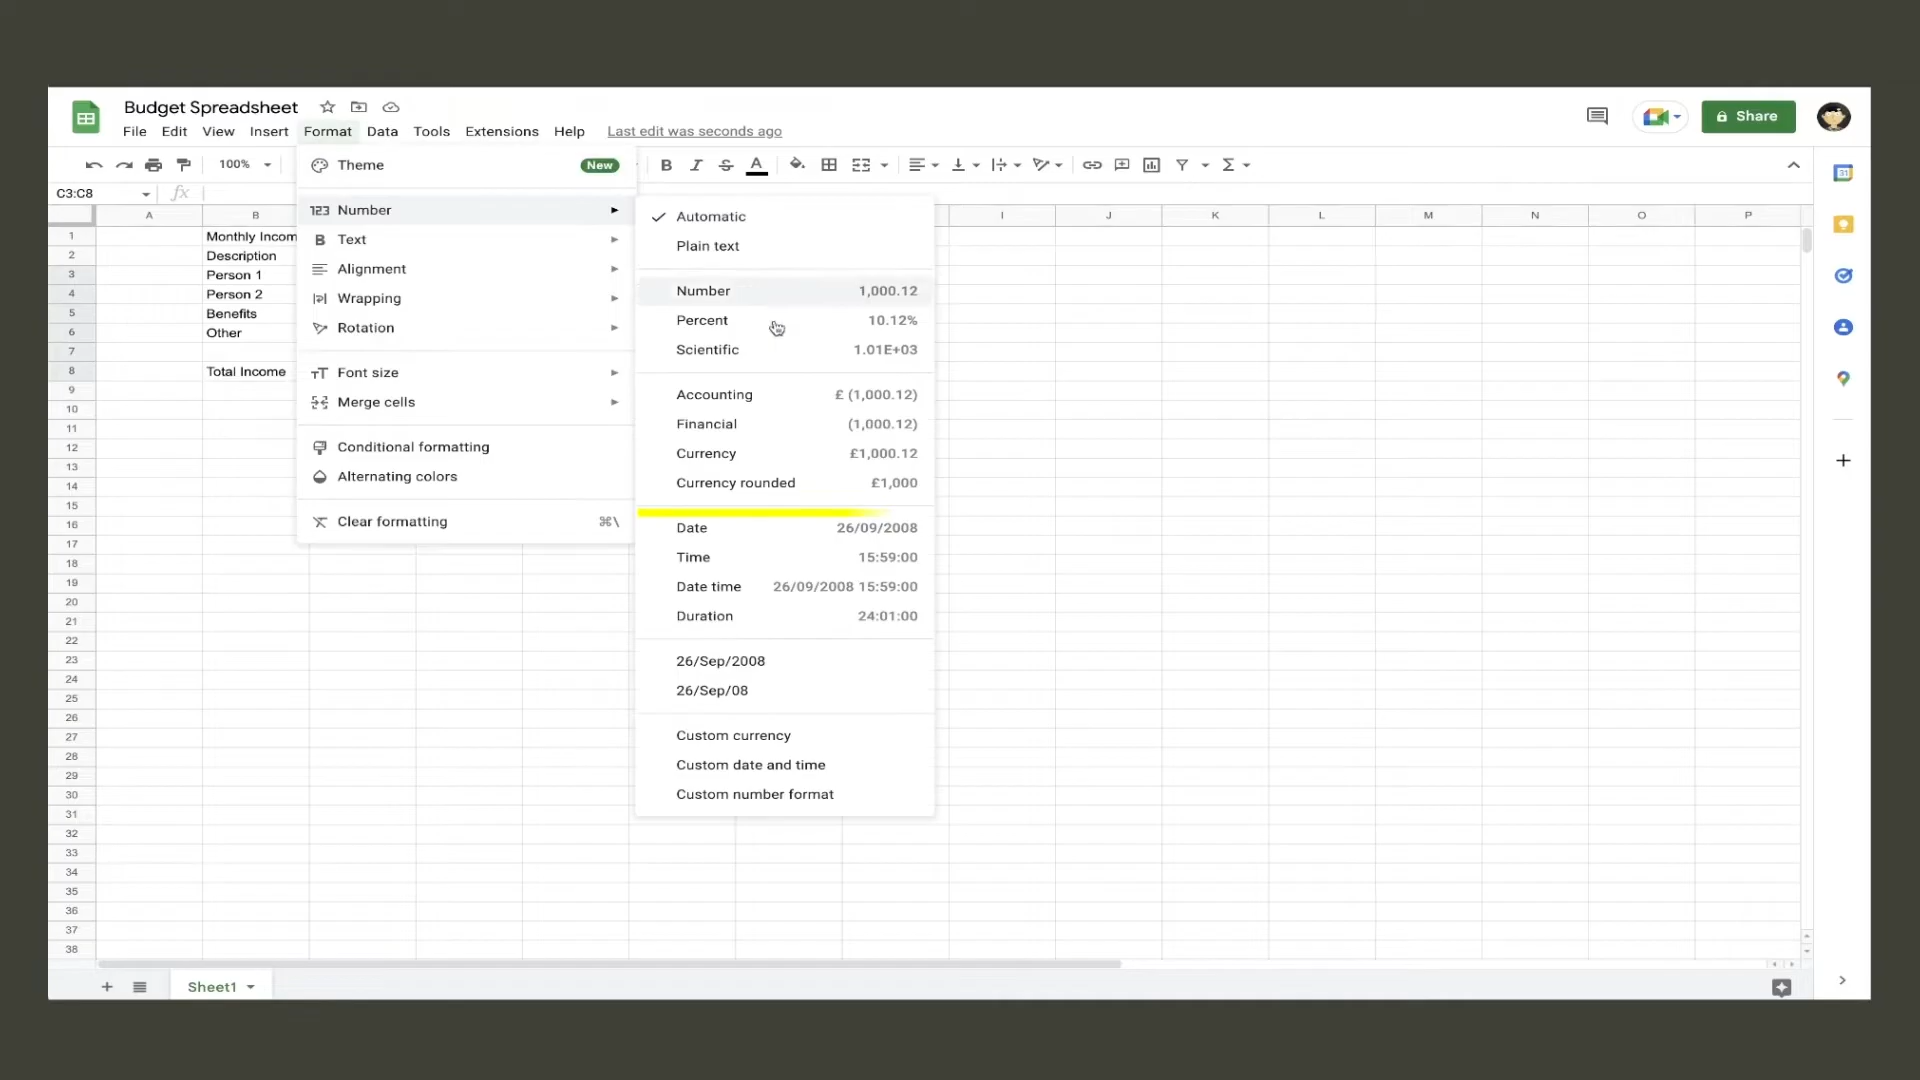 Budget Spreadsheet
File Edit View Insert Format Data Tools Extensions Help Last edit was seconds ago
Share
100%
C3:C8
fx
A B I J K L M N O P
1 Monthly Incom
2 Description
3 Person 1
4 Person 2
5 Benefits
6 Other
7
8 Total Income
9
10
11
12
13
14
15
16
17
18
19
20
21
22
23
24
25
26
27
28
29
30
31
32
33
34
35
36
37
38
Theme New
123 Number
B Text
Alignment
Wrapping
Rotation
Font size
Merge cells
Conditional formatting
Alternating colors
Clear formatting ⌘\
Automatic
Plain text
Number 1,000.12
Percent 10.12%
Scientific 1.01E+03
Accounting £ (1,000.12)
Financial (1,000.12)
Currency £1,000.12
Currency rounded £1,000
Date 26/09/2008
Time 15:59:00
Date time 26/09/2008 15:59:00
Duration 24:01:00
26/Sep/2008
26/Sep/08
Custom currency
Custom date and time
Custom number format
Sheet1
31